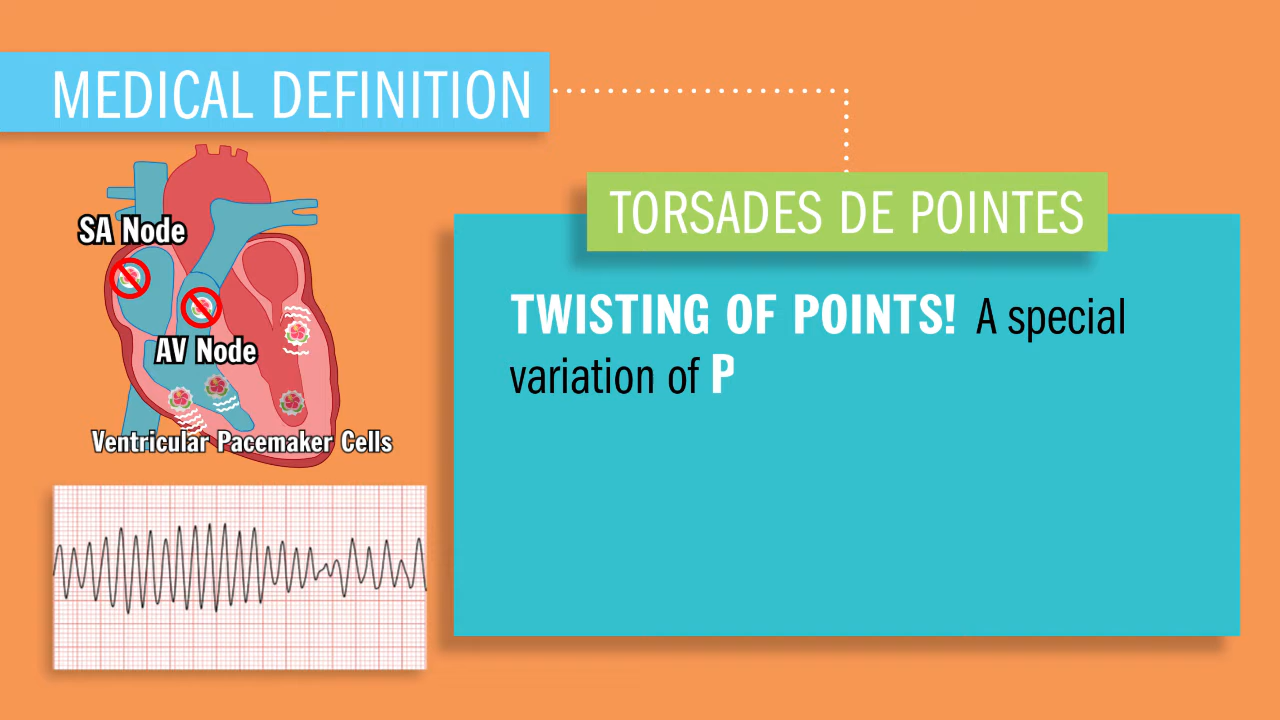 MEDICAL DEFINITION
TORSADES DE POINTES
SA Node
AV Node
Ventricular Pacemaker Cells
TWISTING OF POINTS! A special
variation of P